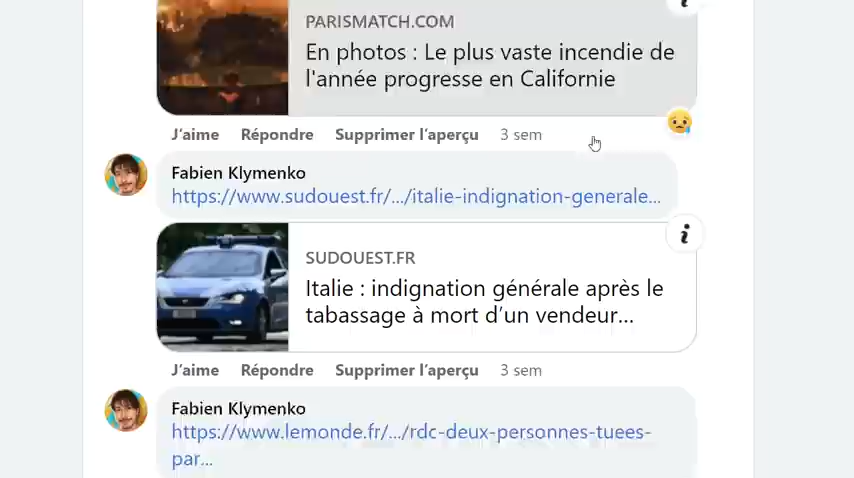 PARISMATCH.COM
En photos : Le plus vaste incendie de
l'année progresse en Californie
J'aime Répondre Supprimer l'aperçu 3 sem
Fabien Klymenko
https://www.sudouest.fr/.../italie-indignation-generale...
SUDOUEST.FR
Italie : indignation générale après le
tabassage à mort d'un vendeur...
J'aime Répondre Supprimer l'aperçu 3 sem
Fabien Klymenko
https://www.lemonde.fr/.../rdc-deux-personnes-tuees-
par...